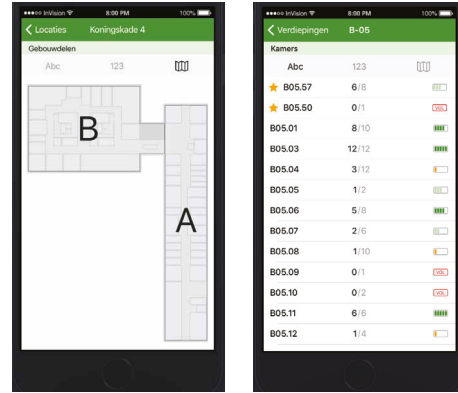 InVision 8:00 PM 100%
Locaties Koningskade 4
Gebouwdelen
Abc 123
B
A
InVision 8:00 PM 100%
Verdiepingen B-05
Kamers
Abc 123
B05.57 6/8
B05.50 0/1 VOL
B05.01 8/10
B05.03 12/12
B05.04 3/12
B05.05 1/2
B05.06 5/8
B05.07 2/6
B05.08 1/10
B05.09 0/1 VOL
B05.10 0/2 VOL
B05.11 6/6
B05.12 1/4